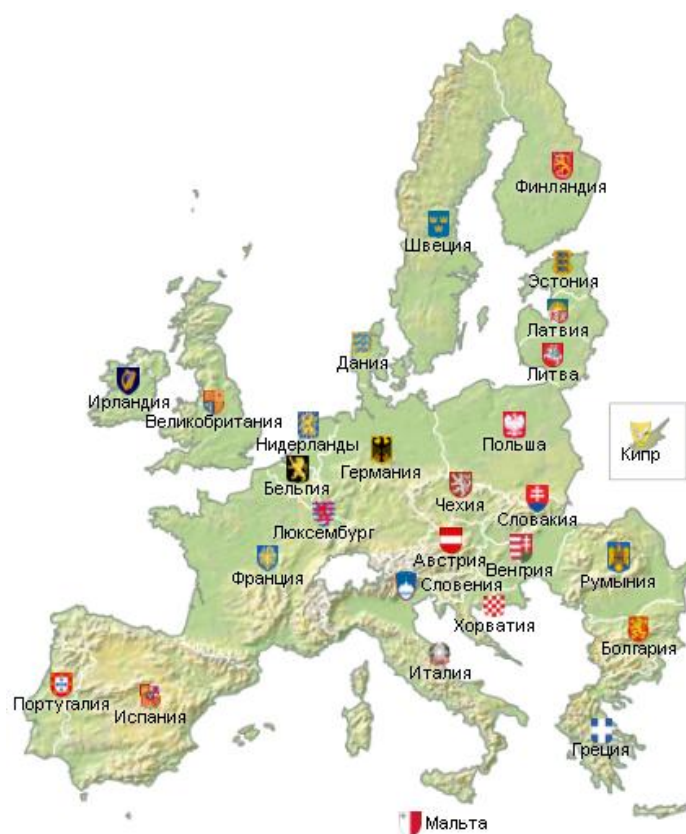 Финляндия
Швеция
Эстония
Латвия
Дания
Литва
Ирландия
Великобритания
Нидерланды
Польша
Кипр
Германия
Бельгия
Чехия
Словакия
Люксембург
Австрия
Венгрия
Франция
Словения
Румыния
Хорватия
Болгария
Италия
Португалия
Испания
Греция
Мальта